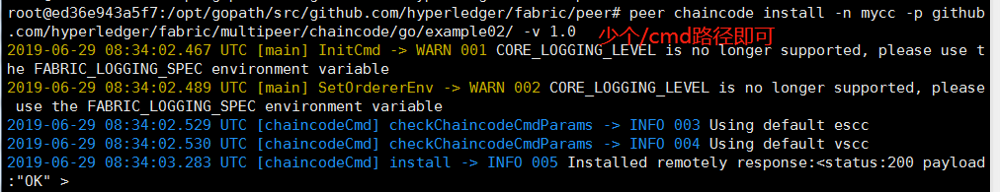 root@ed36e943a5f7:/opt/gopath/src/github.com/hyperledger/fabric/peer# peer chaincode install -n mycc -p github
.com/hyperledger/fabric/multipeer/chaincode/go/example02/ -v 1.0 少个/cmd路径即可
2019-06-29 08:34:02.467 UTC [main] InitCmd -> WARN 001 CORE_LOGGING_LEVEL is no longer supported, please use t
he FABRIC_LOGGING_SPEC environment variable
2019-06-29 08:34:02.489 UTC [main] SetOrdererEnv -> WARN 002 CORE_LOGGING_LEVEL is no longer supported, please
 use the FABRIC_LOGGING_SPEC environment variable
2019-06-29 08:34:02.529 UTC [chaincodeCmd] checkChaincodeCmdParams -> INFO 003 Using default escc
2019-06-29 08:34:02.530 UTC [chaincodeCmd] checkChaincodeCmdParams -> INFO 004 Using default vscc
2019-06-29 08:34:03.283 UTC [chaincodeCmd] install -> INFO 005 Installed remotely response:<status:200 payload
:"OK" >